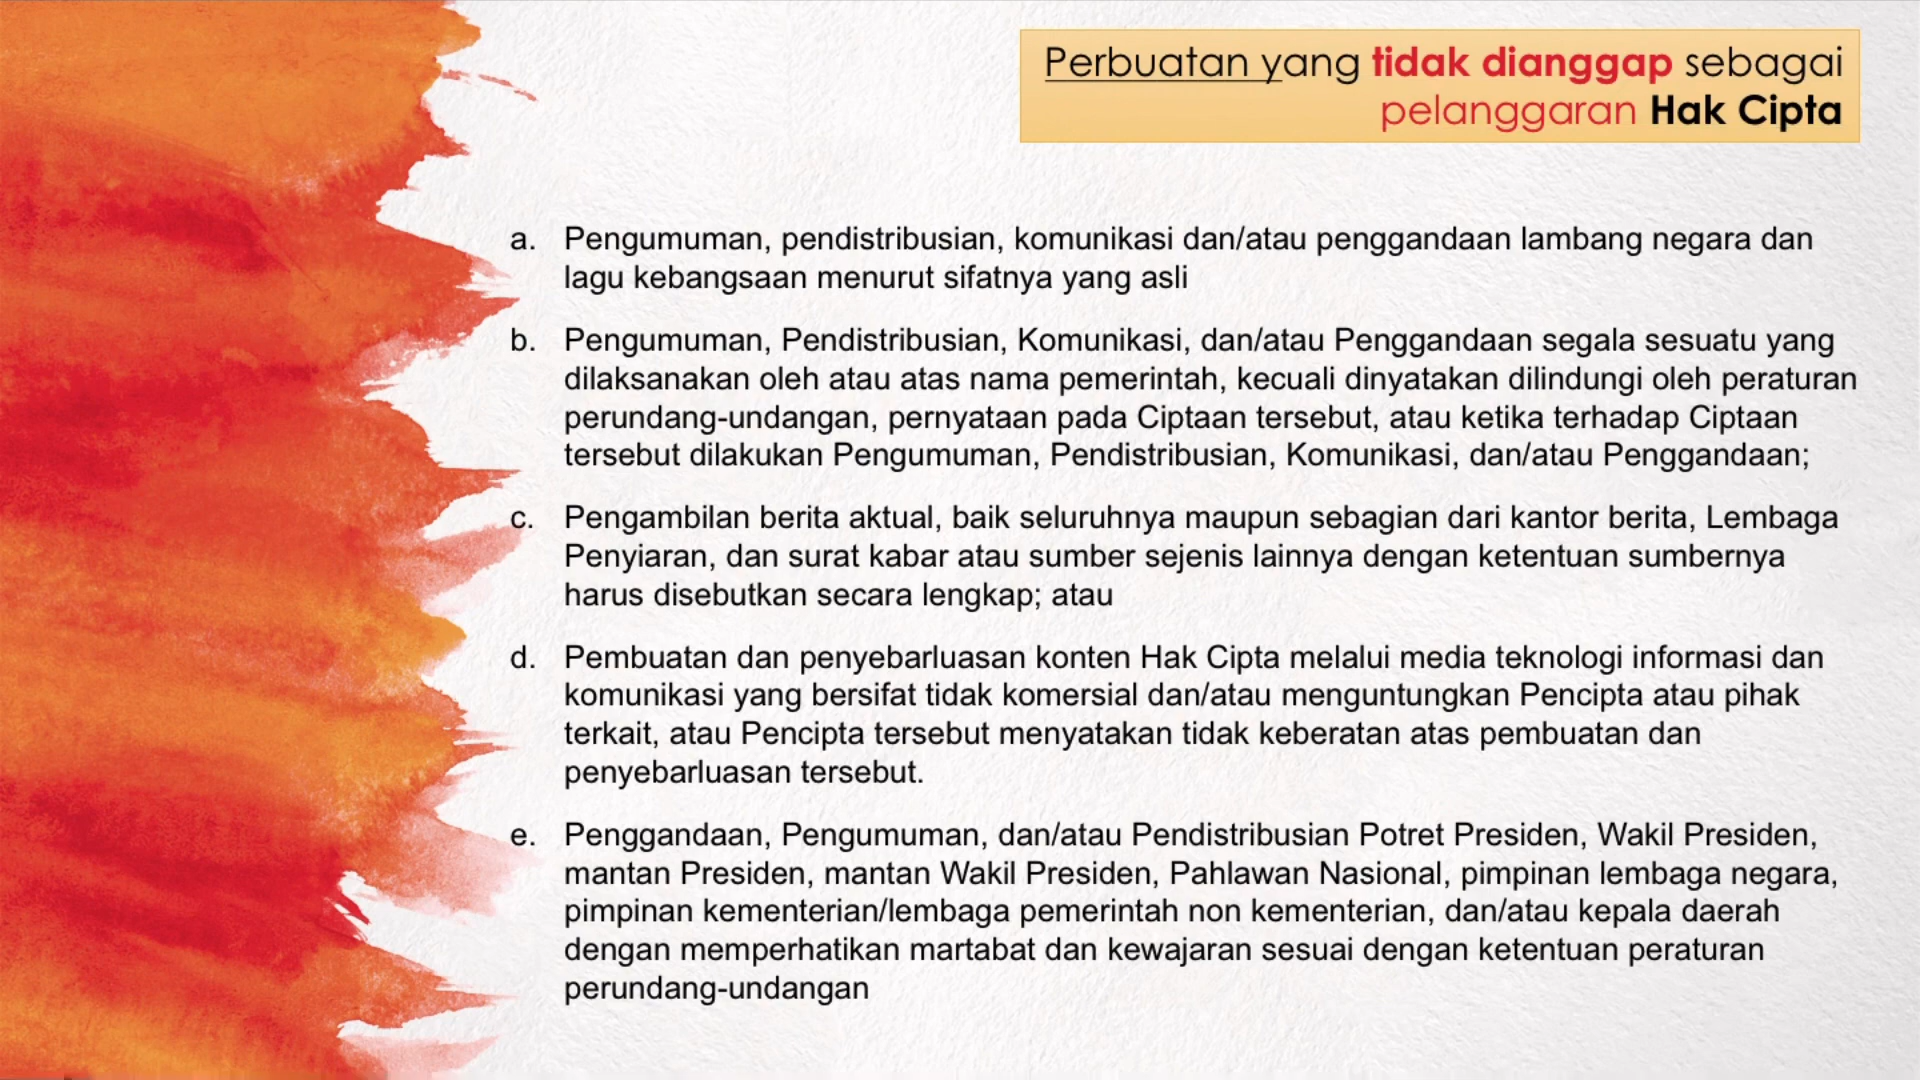 Perbuatan yang tidak dianggap sebagai
pelanggaran Hak Cipta
a. Pengumuman, pendistribusian, komunikasi dan/atau penggandaan lambang negara dan
lagu kebangsaan menurut sifatnya yang asli
b. Pengumuman, Pendistribusian, Komunikasi, dan/atau Penggandaan segala sesuatu yang
dilaksanakan oleh atau atas nama pemerintah, kecuali dinyatakan dilindungi oleh peraturan
perundang-undangan, pernyataan pada Ciptaan tersebut, atau ketika terhadap Ciptaan
tersebut dilakukan Pengumuman, Pendistribusian, Komunikasi, dan/atau Penggandaan;
c. Pengambilan berita aktual, baik seluruhnya maupun sebagian dari kantor berita, Lembaga
Penyiaran, dan surat kabar atau sumber sejenis lainnya dengan ketentuan sumbernya
harus disebutkan secara lengkap; atau
d. Pembuatan dan penyebarluasan konten Hak Cipta melalui media teknologi informasi dan
komunikasi yang bersifat tidak komersial dan/atau menguntungkan Pencipta atau pihak
terkait, atau Pencipta tersebut menyatakan tidak keberatan atas pembuatan dan
penyebarluasan tersebut.
e. Penggandaan, Pengumuman, dan/atau Pendistribusian Potret Presiden, Wakil Presiden,
mantan Presiden, mantan Wakil Presiden, Pahlawan Nasional, pimpinan lembaga negara,
pimpinan kementerian/lembaga pemerintah non kementerian, dan/atau kepala daerah
dengan memperhatikan martabat dan kewajaran sesuai dengan ketentuan peraturan
perundang-undangan